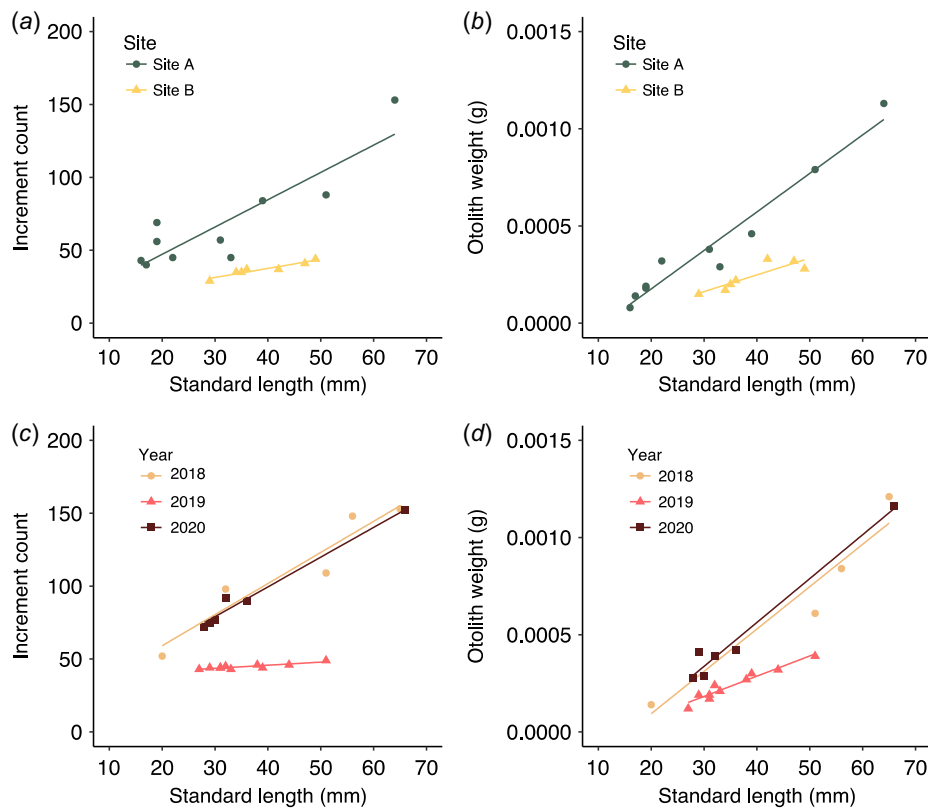 (a)
200
150
100
50
0
Increment count
Site
Site A
Site B
10 20 30 40 50 60 70
Standard length (mm)
(b)
0.0015
0.0010
0.0005
0.0000
Otolith weight (g)
Site
Site A
Site B
10 20 30 40 50 60 70
Standard length (mm)
(c)
200
150
100
50
0
Increment count
Year
2018
2019
2020
10 20 30 40 50 60 70
Standard length (mm)
(d)
0.0015
0.0010
0.0005
0.0000
Otolith weight (g)
Year
2018
2019
2020
10 20 30 40 50 60 70
Standard length (mm)